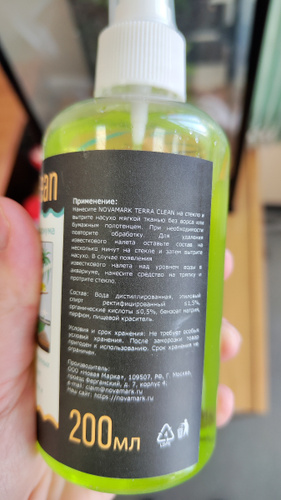 ean
Применение:
Нанесите NOVAMARK TERRA CLEAN на стекло и
вытрите насухо мягкой тканью без ворса или
бумажным полотенцем. При необходимости
повторите обработку. Для удаления
известкового налета оставьте состав на
несколько минут на стекле и затем вытрите
насухо. В случае появления
известкового налета над уровнем воды в
аквариуме, нанесите средство на тряпку и
протрите стекло.
Состав: Вода дистиллированная, этиловый
спирт ректифицированный ≤1.5%,
органические кислоты ≤0,5%, бензоат натрия,
парфюм, пищевой краситель.
Условия и срок хранения: Не требует особых
условий хранения. После заморозки товар
пригоден к использованию. Срок хранения не
ограничен.
Производитель:
ООО «Новая Марка», 109507, РФ, г. Москва,
Ферганский, д. 7, корпус 4.
e-mail: claim@novamark.ru
Наш сайт: https://novamark.ru
200мл